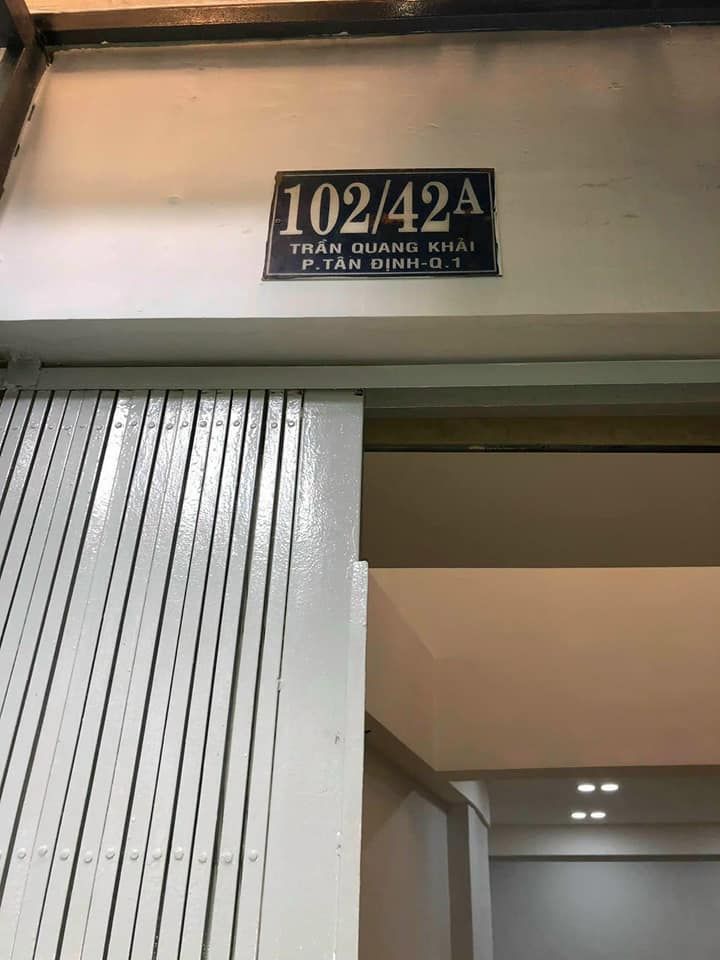 102/42A
TRẦN QUANG KHẢI
P.TÂN ĐỊNH-Q.1